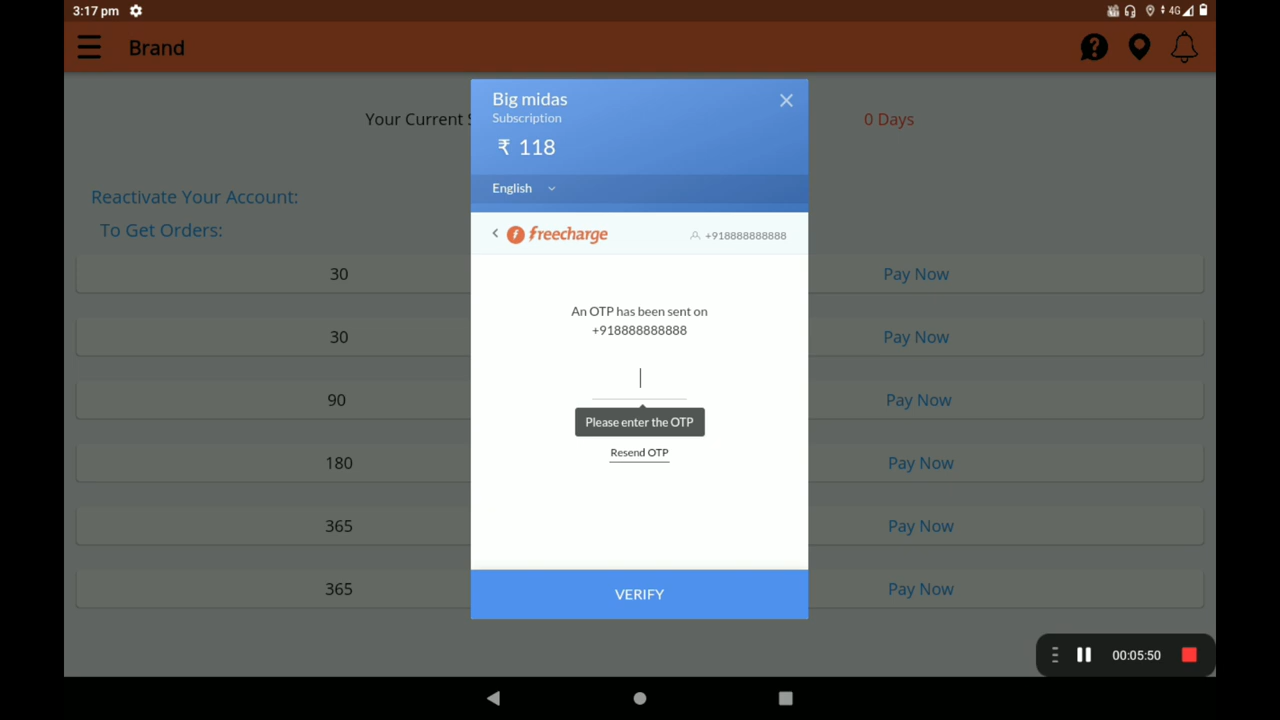 3:17 pm
4G
Brand
Big midas
Subscription
₹ 118
English
Your Current S
0 Days
Reactivate Your Account:
To Get Orders:
freecharge
+918888888888
An OTP has been sent on
+918888888888
Please enter the OTP
Resend OTP
VERIFY
30 Pay Now
30 Pay Now
90 Pay Now
180 Pay Now
365 Pay Now
365 Pay Now
00:05:50